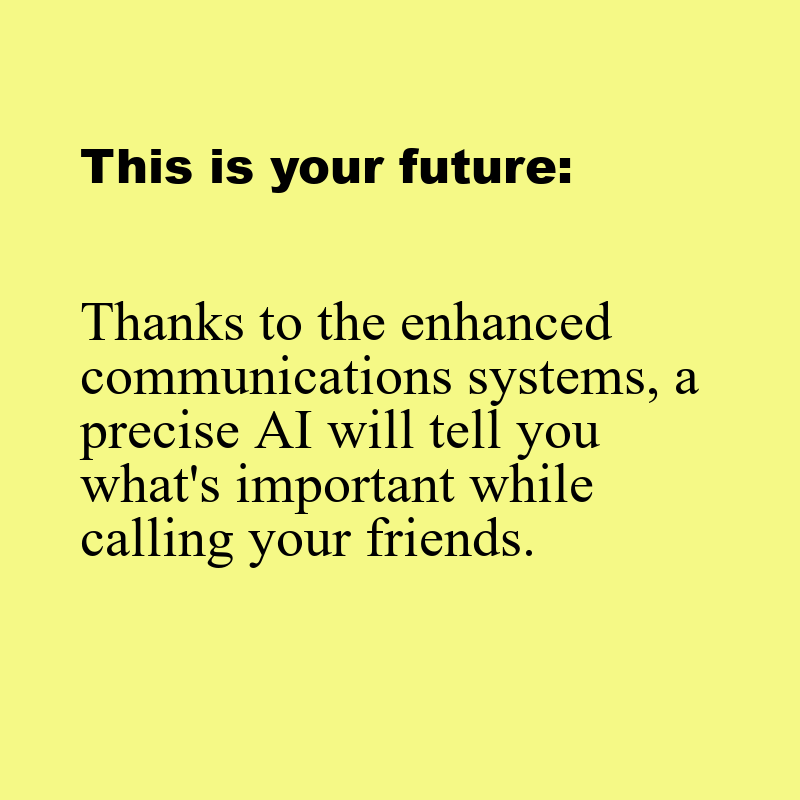 This is your future:
Thanks to the enhanced
communications systems, a
precise AI will tell you
what's important while
calling your friends.